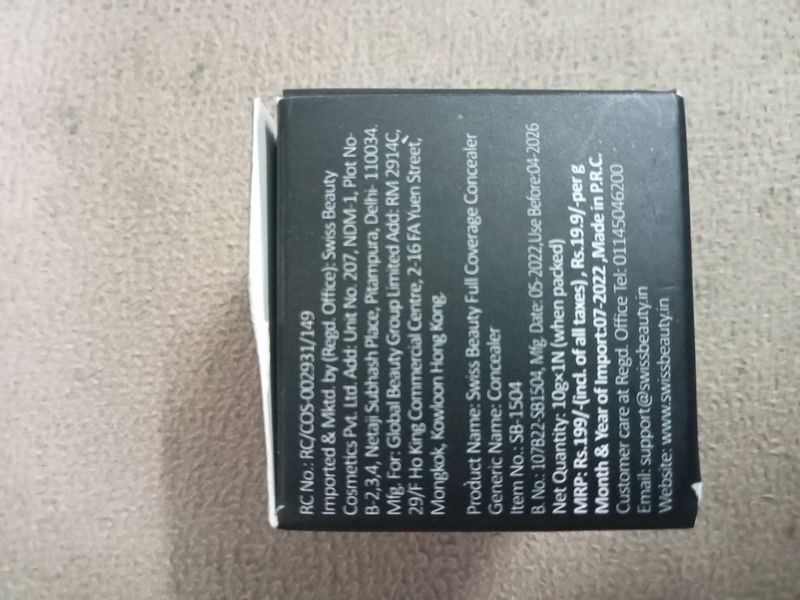 RC No.: RC/COS-002931/149
Imported & Mktd. by (Regd. Office): Swiss Beauty
Cosmetics Pvt. Ltd. Add: Unit No. 207, NDM-1, Plot No-
B-2,3,4, Netaji Subhash Place, Pitampura, Delhi- 110034.
Mfg. For: Global Beauty Group Limited Add: RM 2914C,
29/F Ho King Commercial Centre, 2-16 FA Yuen Street,
Mongkok, Kowloon Hong Kong.
Product Name: Swiss Beauty Full Coverage Concealer
Generic Name: Concealer
Item No.: SB-1504
B. No.: 107B22-SB1504, Mfg. Date: 05-2022,Use Before:04-2026
Net Quantity: 10g×1N (when packed)
MRP: Rs.199/-(incl. of all taxes) , Rs.19.9/-per g
Month & Year of Import:07-2022 ,Made in P.R.C.
Customer care at Regd. Office Tel: 01145046200
Email: support@swissbeauty.in
Website: www.swissbeauty.in